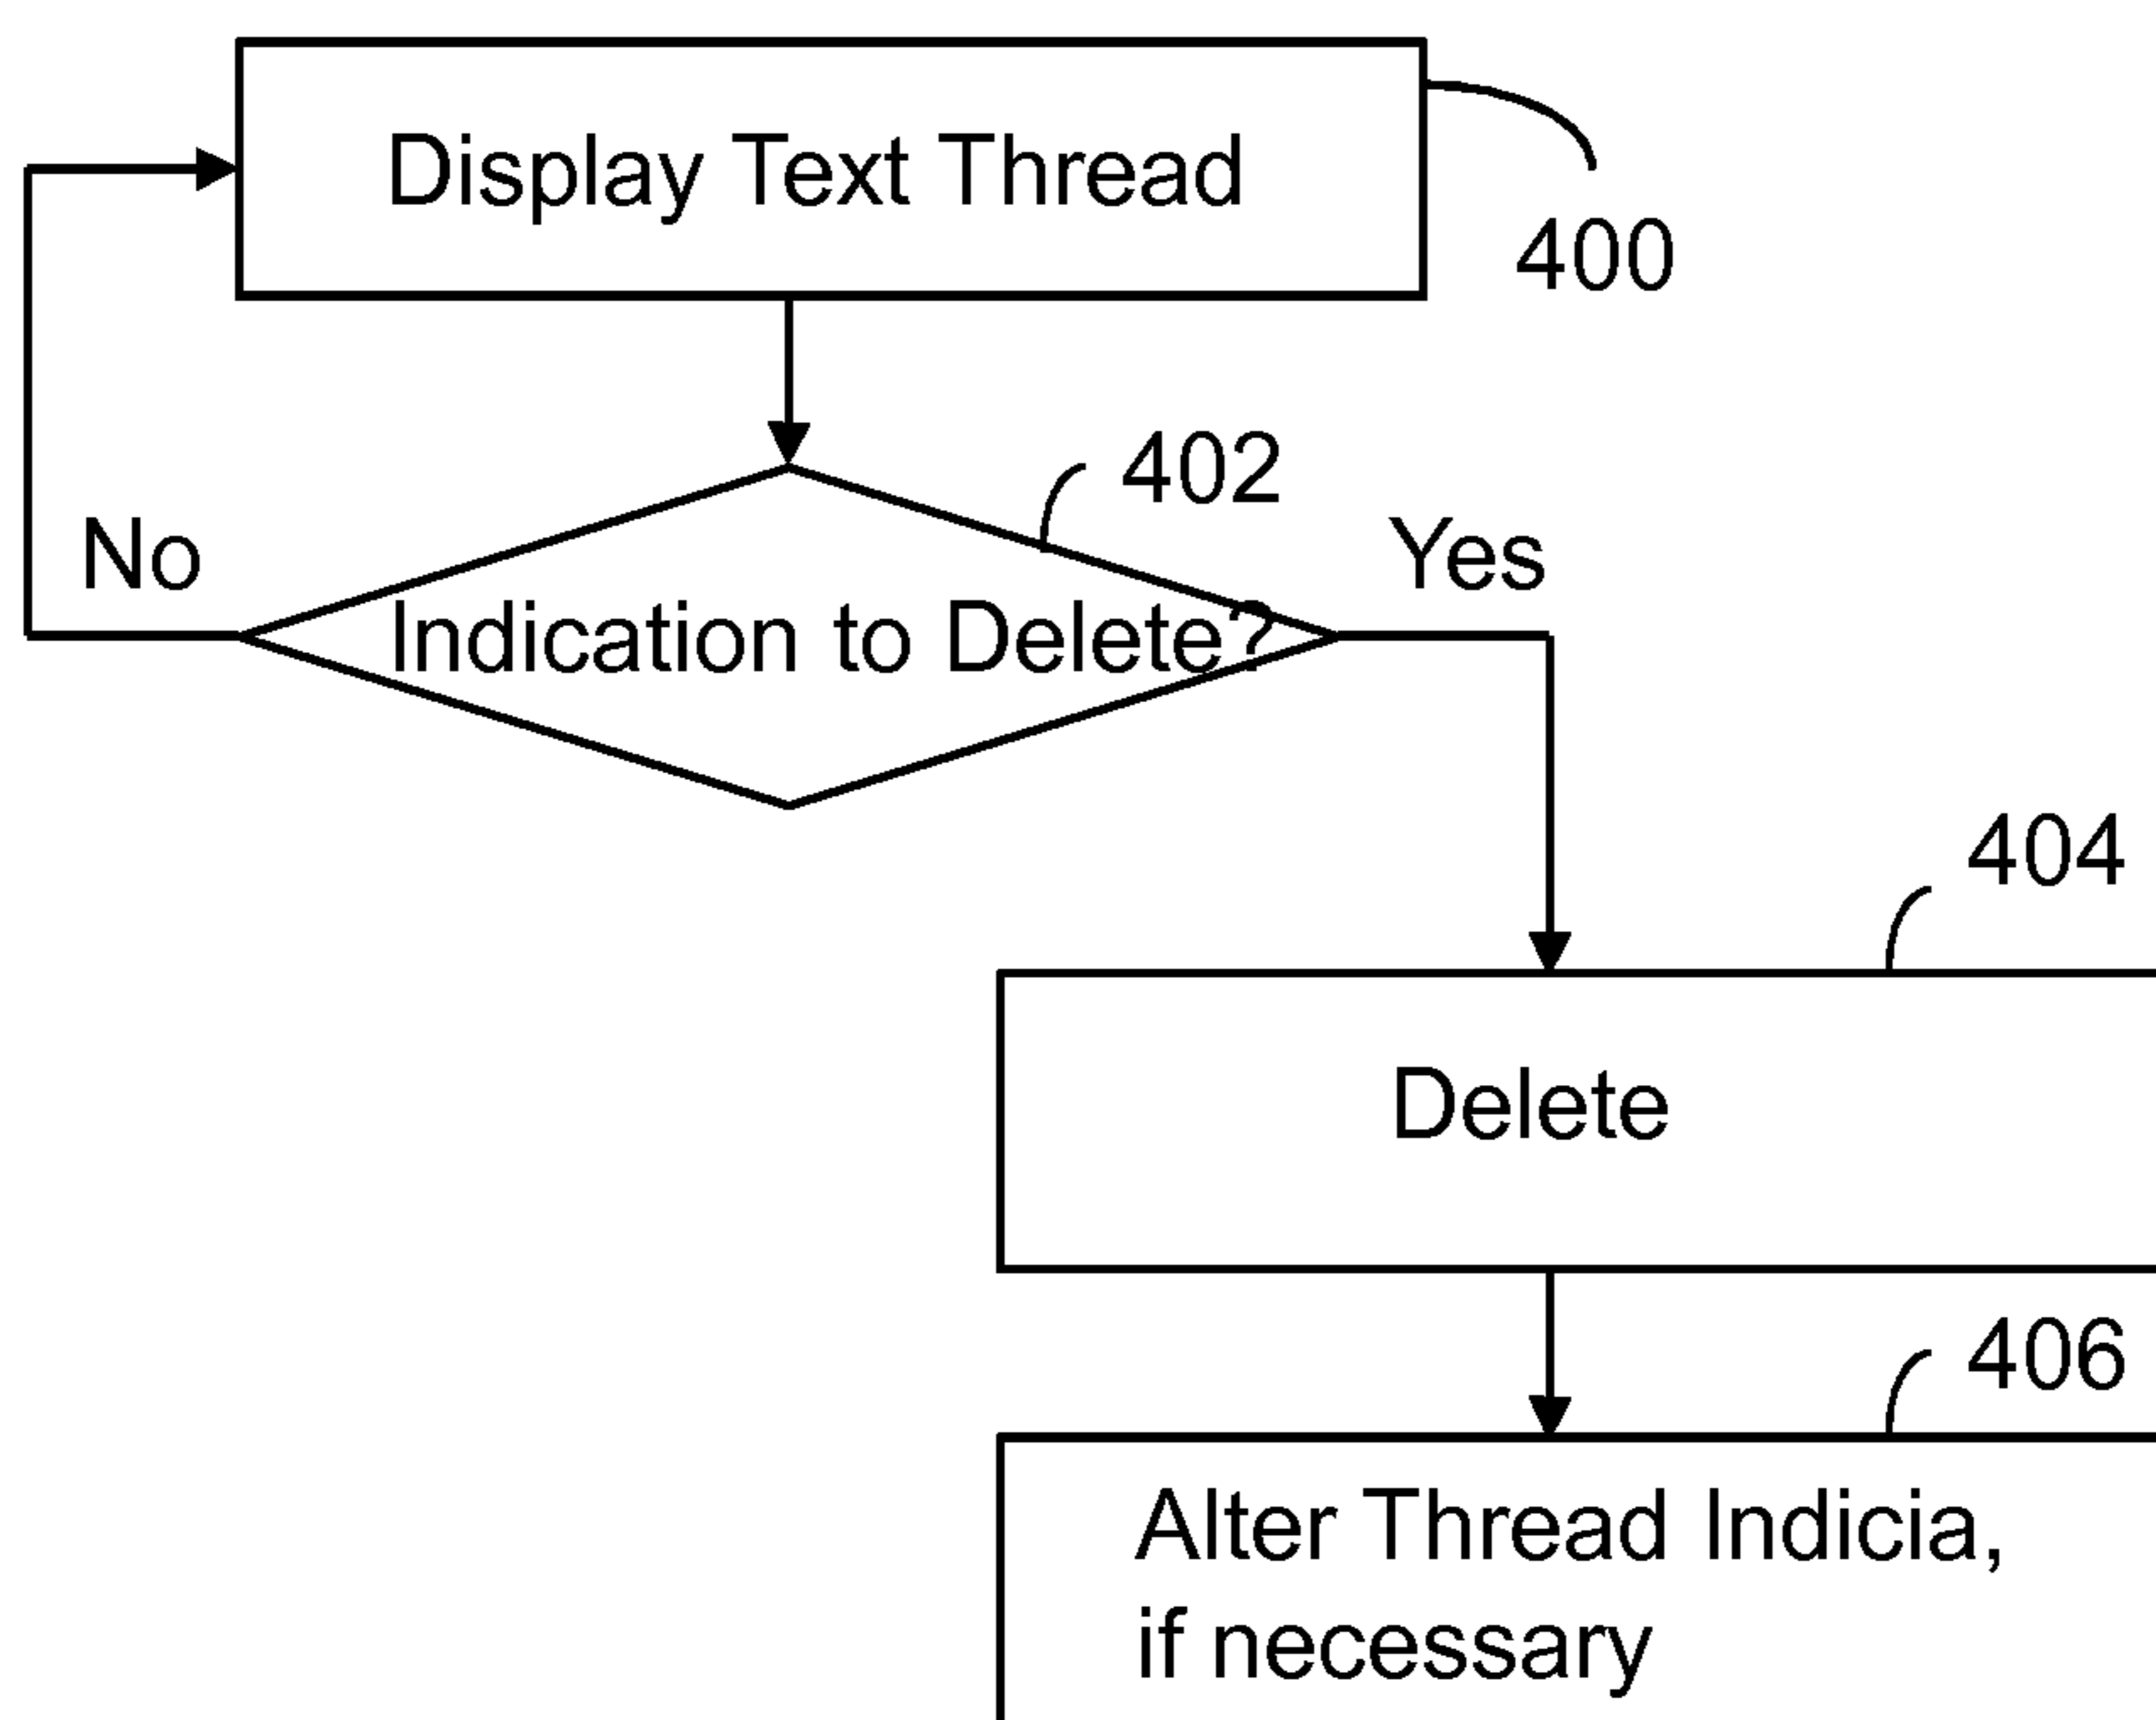 Display Text Thread
400
402
No
Yes
Indication to Delete?
404
Delete
406
Alter Thread Indicia,
if necessary